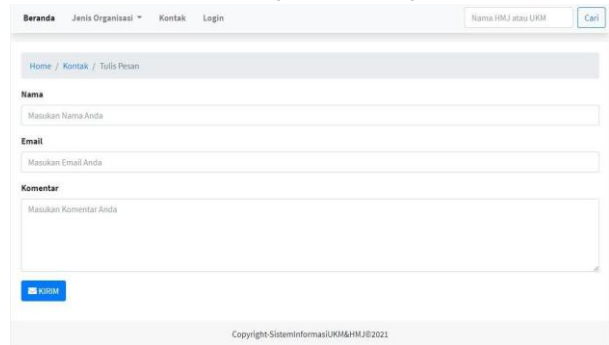 Beranda Jenis Organisasi Kontak Login Nama HMJ atau UKM Cari
Home / Kontak / Tulis Pesan
Nama
Masukan Nama Anda
Email
Masukan Email Anda
Komentar
Masukan Komentar Anda
KIRIM
Copyright-SistemInformasiUKM&HMJ©2021